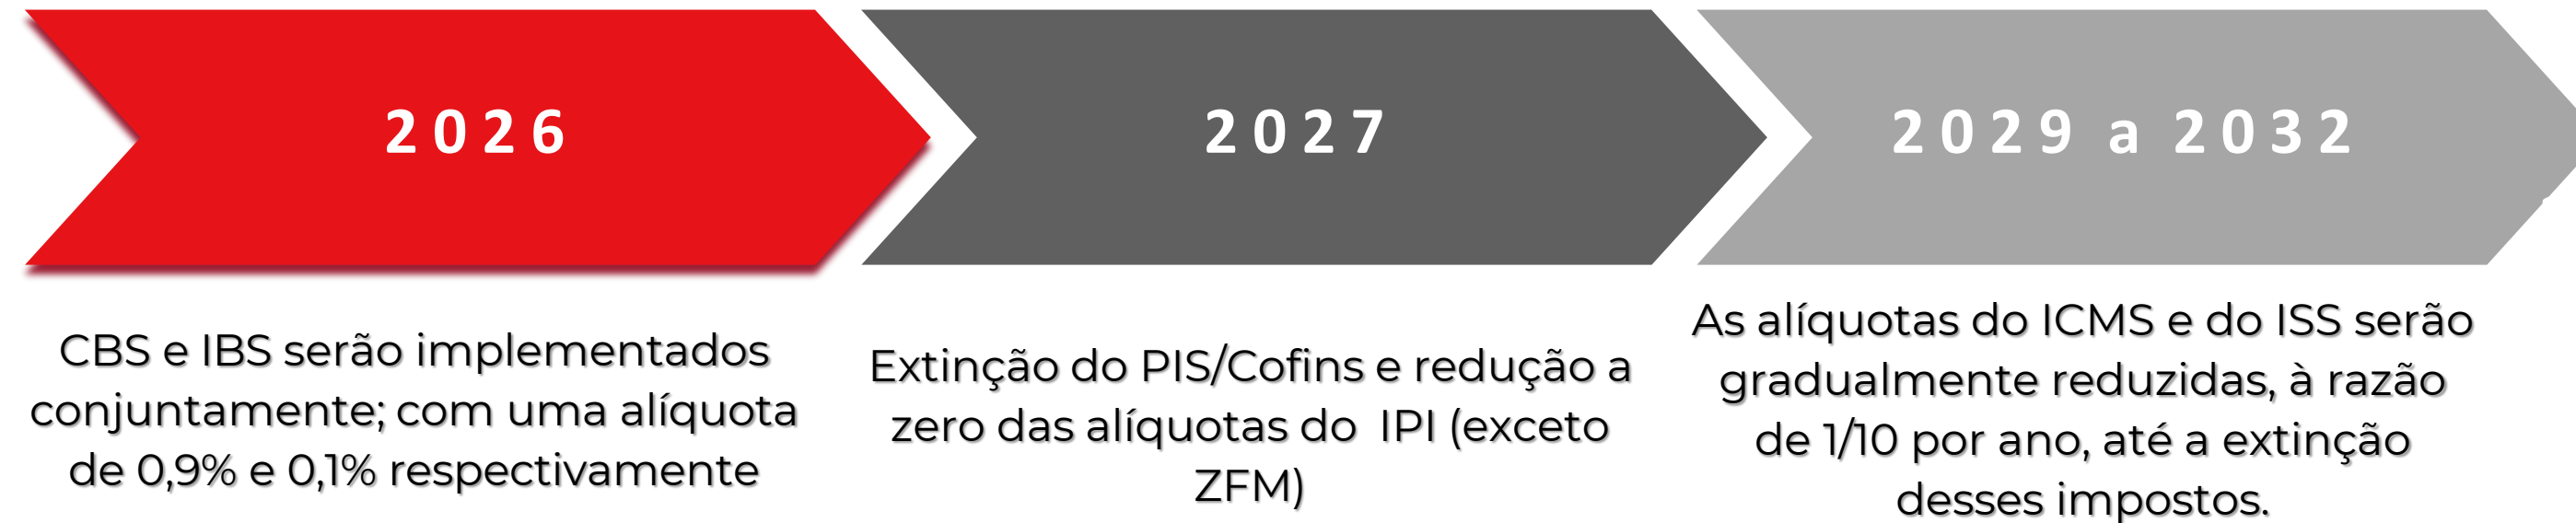 2026
CBS e IBS serão implementados
conjuntamente; com uma alíquota
de 0,9% e 0,1% respectivamente
2027
Extinção do PIS/Cofins e redução a
zero das alíquotas do IPI (exceto
ZFM)
2029 a 2032
As alíquotas do ICMS e do ISS serão
gradualmente reduzidas, à razão
de 1/10 por ano, até a extinção
desses impostos.